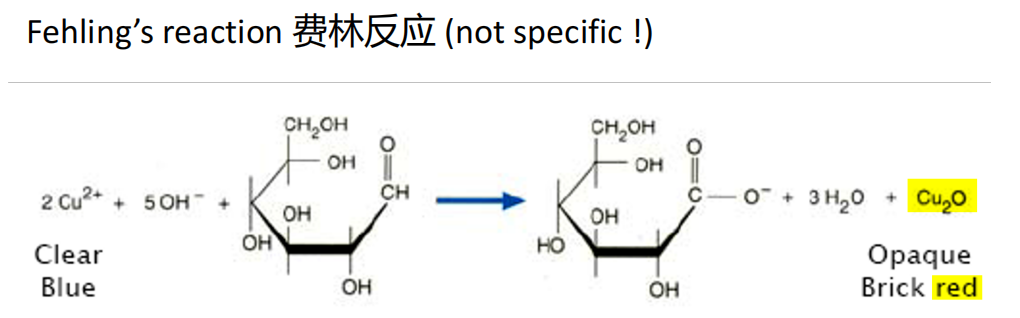 Fehling’s reaction 费林反应 (not specific !)
CH₂OH
OH
O
CH
OH
OH
OH
2 Cu²⁺ + 5 OH⁻ +
Clear
Blue
CH₂OH
OH
O
C — O⁻ + 3 H₂O + Cu₂O
OH
HO
OH
Opaque
Brick red